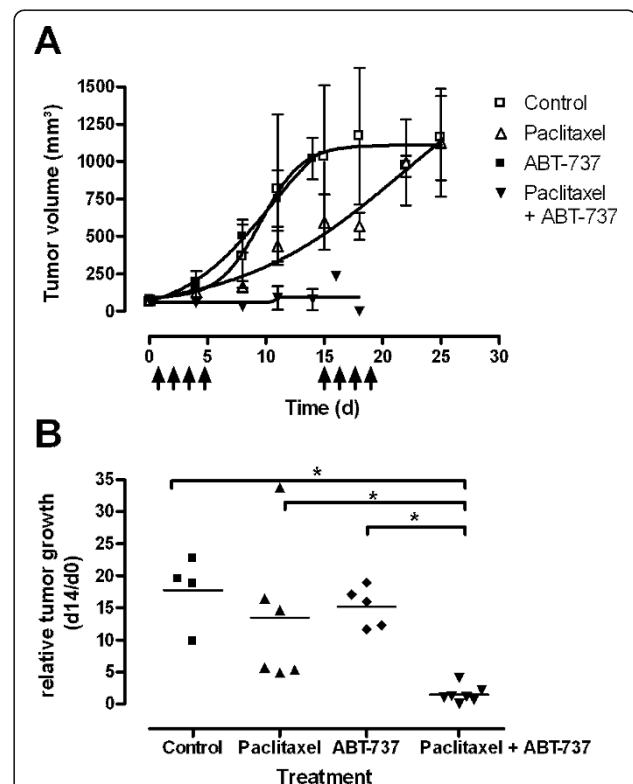 A
1500
1250
1000
750
500
250
0
Tumor volume (mm³)
Control
Paclitaxel
ABT-737
Paclitaxel
+ ABT-737
0 5 10 15 20 25 30
Time (d)
B
* 
*
*
35
30
25
20
15
10
5
0
relative tumor growth
(d14/d0)
Control Paclitaxel ABT-737 Paclitaxel + ABT-737
Treatment